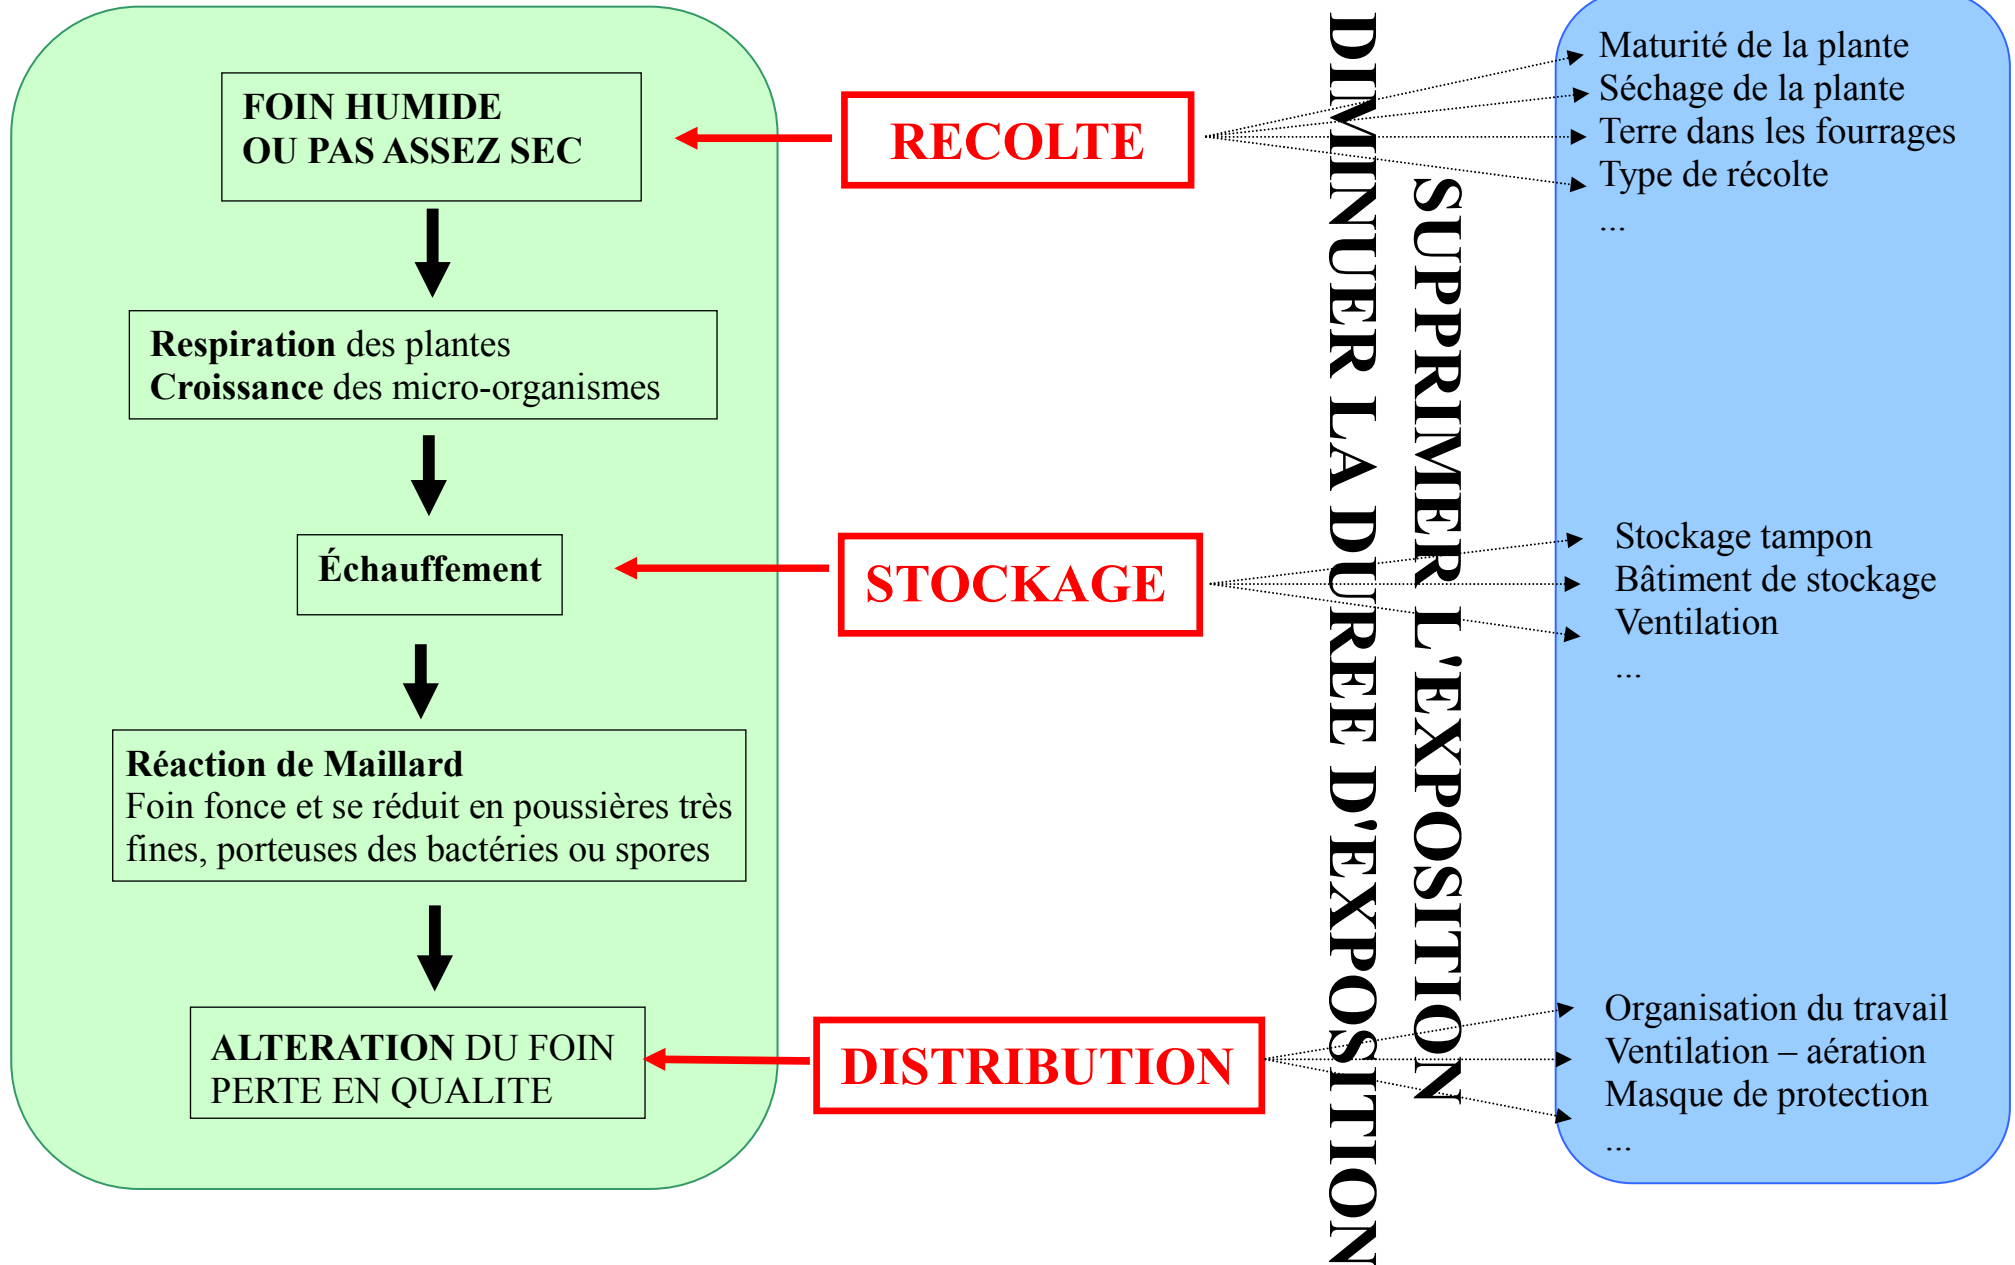 FOIN HUMIDE
OU PAS ASSEZ SEC
Respiration des plantes
Croissance des micro-organismes
Échauffement
Réaction de Maillard
Foin fonce et se réduit en poussières très
fines, porteuses des bactéries ou spores
ALTERATION DU FOIN
PERTE EN QUALITE
RECOLTE
STOCKAGE
DISTRIBUTION
SUPPRIMER L'EXPOSITION
DIMINUER LA DUREE D'EXPOSITION
Maturité de la plante
Séchage de la plante
Terre dans les fourrages
Type de récolte
...
Stockage tampon
Bâtiment de stockage
Ventilation
...
Organisation du travail
Ventilation – aération
Masque de protection
...